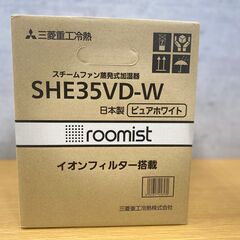 三菱重工冷熱
スチームファン蒸発式加湿器
SHE35VD-W
日本製 ピュアホワイト
roomist
イオンフィルター搭載
三菱重工冷熱株式会社